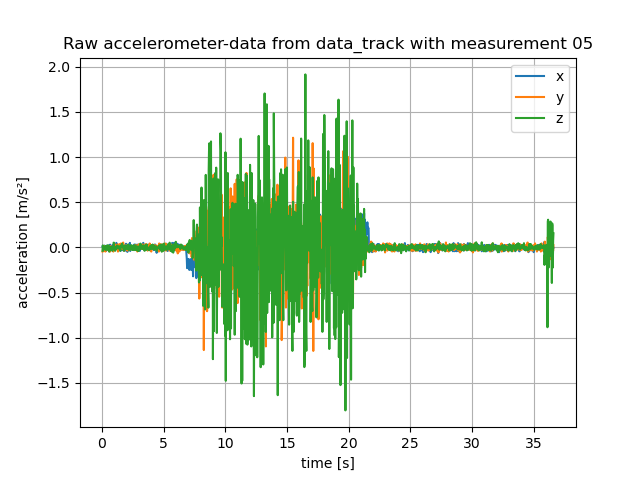 Raw accelerometer-data from data_track with measurement 05
x
y
z
2.0
1.5
1.0
0.5
0.0
−0.5
−1.0
−1.5
acceleration [m/s²]
0 5 10 15 20 25 30 35
time [s]